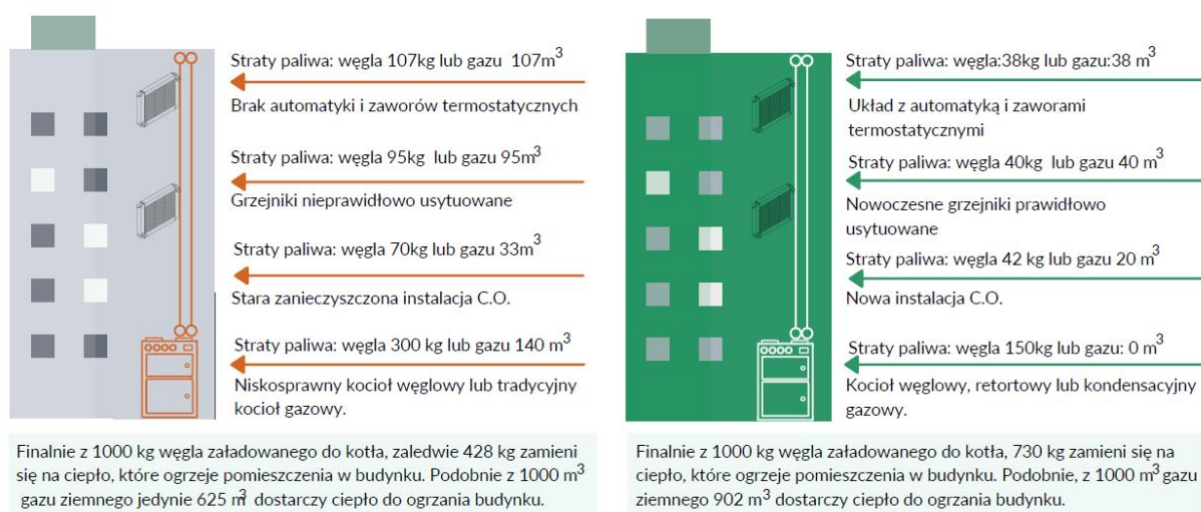 Straty paliwa: węgla 107kg lub gazu 107m³
Brak automatyki i zaworów termostatycznych
Straty paliwa: węgla 95kg lub gazu 95m³
Grzejniki nieprawidłowo usytuowane
Straty paliwa: węgla 70kg lub gazu 33m³
Stara zanieczyszczona instalacja C.O.
Straty paliwa: węgla 300 kg lub gazu 140 m³
Niskosprawny kocioł węglowy lub tradycyjny
kocioł gazowy.
Finalnie z 1000 kg węgla załadowanego do kotła, zaledwie 428 kg zamieni
się na ciepło, które ogrzeje pomieszczenia w budynku. Podobnie z 1000 m³
gazu ziemnego jedynie 625 m³ dostarczy ciepło do ogrzania budynku.
Straty paliwa: węgla:38kg lub gazu:38 m³
Układ z automatyką i zaworami
termostatycznymi
Straty paliwa: węgla 40kg lub gazu 40 m³
Nowoczesne grzejniki prawidłowo
usytuowane
Straty paliwa: węgla 42 kg lub gazu 20 m³
Nowa instalacja C.O.
Straty paliwa: węgla 150kg lub gazu: 0 m³
Kocioł węglowy, retortowy lub kondensacyjny
gazowy.
Finalnie z 1000 kg węgla załadowanego do kotła, 730 kg zamieni się na
ciepło, które ogrzeje pomieszczenia w budynku. Podobnie, z 1000 m³ gazu
ziemnego 902 m³ dostarczy ciepło do ogrzania budynku.